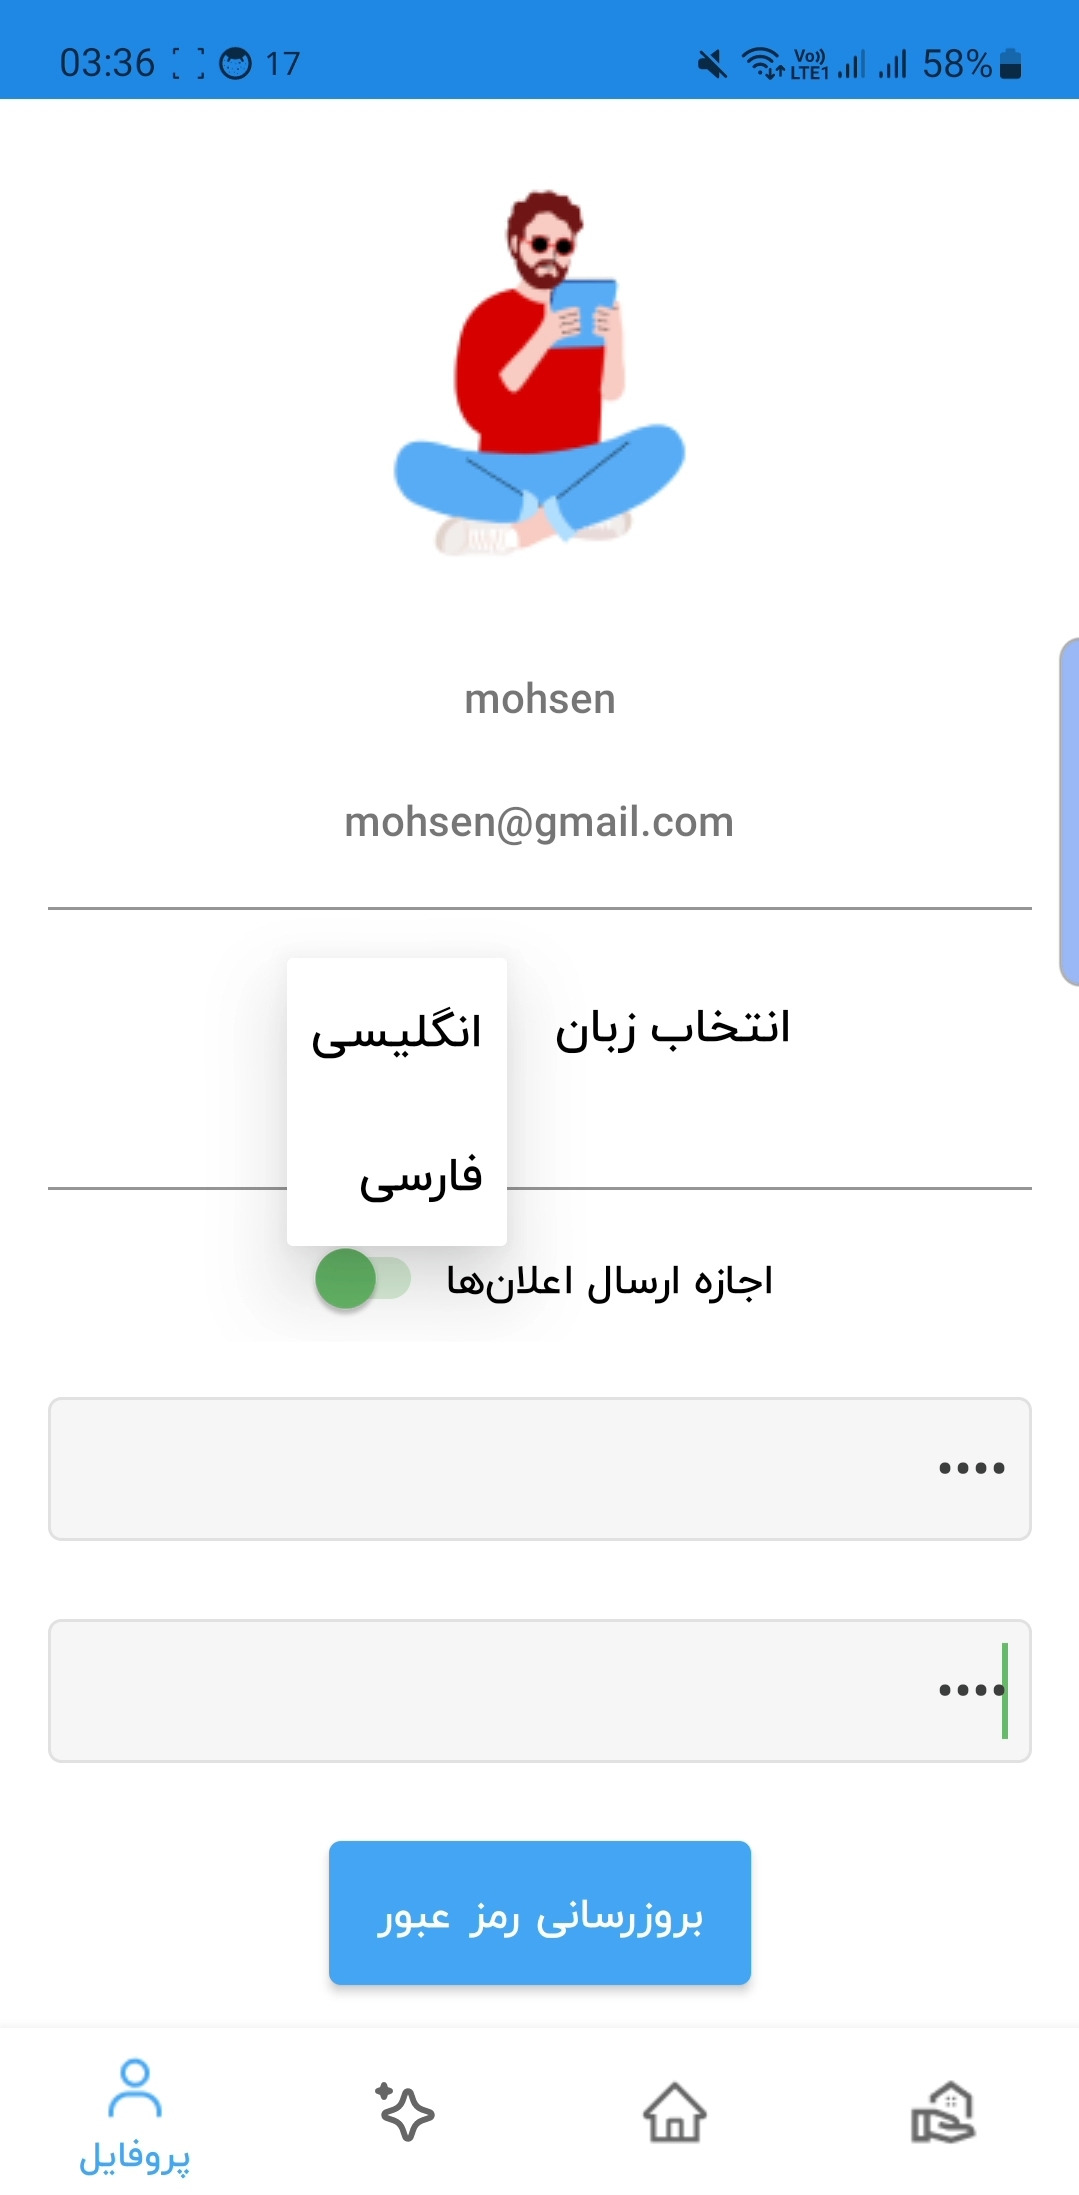 03:36 17 Vo)) LTE1 58%
mohsen
mohsen@gmail.com
انتخاب زبان
انگلیسی
فارسی
اجازه ارسال اعلان‌ها
••••
••••
بروزرسانی رمز عبور
پروفایل